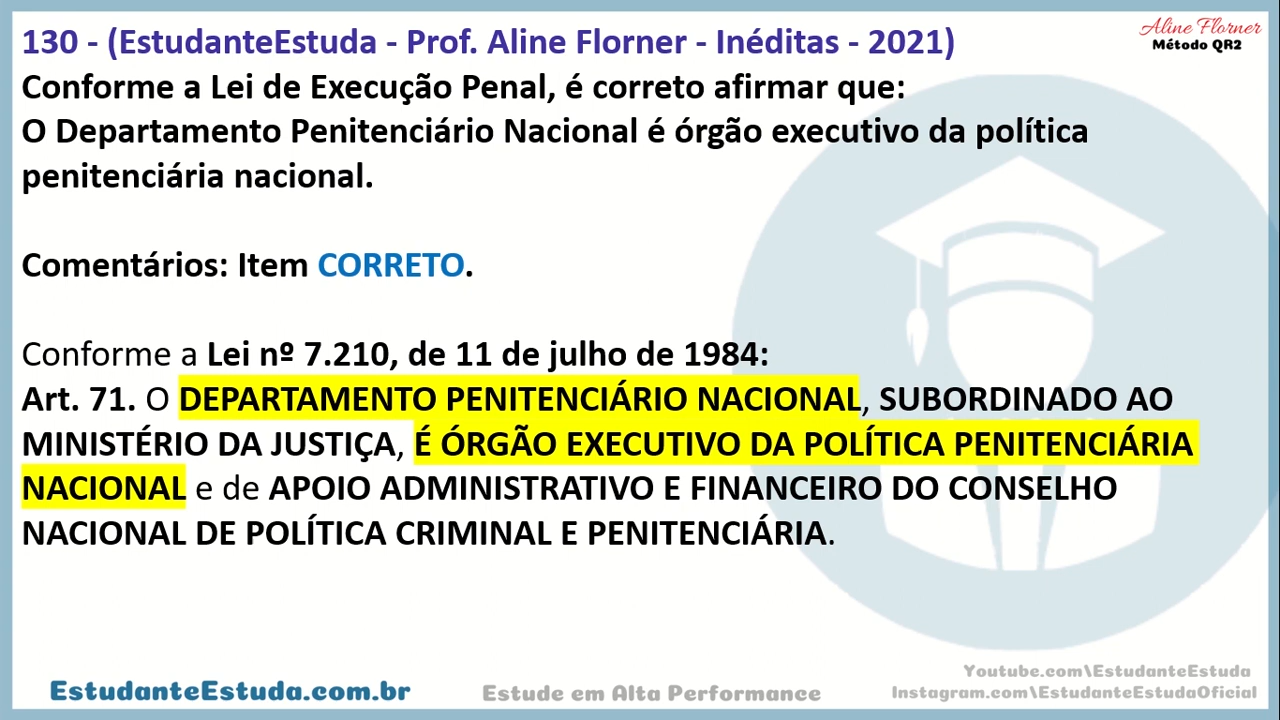 130 - (EstudanteEstuda - Prof. Aline Florner - Inéditas - 2021)
Aline Florner
Método QR2
Conforme a Lei de Execução Penal, é correto afirmar que:
O Departamento Penitenciário Nacional é órgão executivo da política
penitenciária nacional.
Comentários: Item CORRETO.
Conforme a Lei nº 7.210, de 11 de julho de 1984:
Art. 71. O DEPARTAMENTO PENITENCIÁRIO NACIONAL, SUBORDINADO AO
MINISTÉRIO DA JUSTIÇA, É ÓRGÃO EXECUTIVO DA POLÍTICA PENITENCIÁRIA
NACIONAL e de APOIO ADMINISTRATIVO E FINANCEIRO DO CONSELHO
NACIONAL DE POLÍTICA CRIMINAL E PENITENCIÁRIA.
EstudanteEstuda.com.br
Estude em Alta Performance
Youtube.com\EstudanteEstuda
Instagram.com\EstudanteEstudaOficial